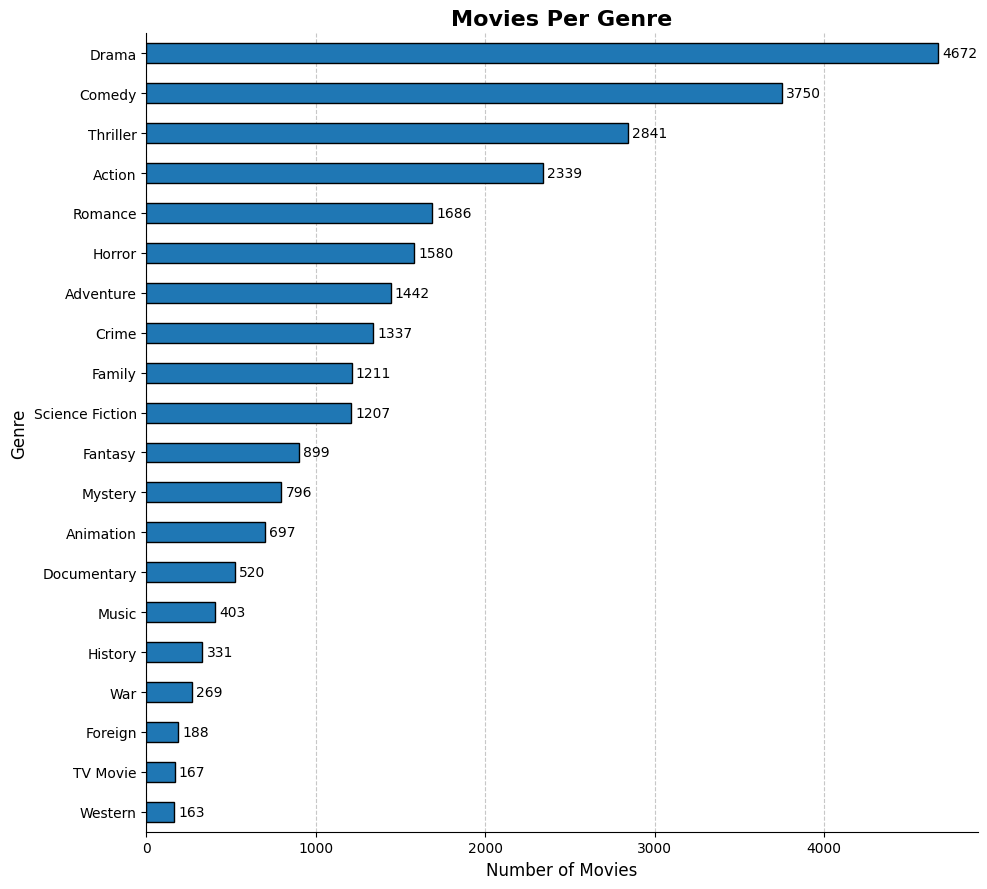 Movies Per Genre
Drama 4672
Comedy 3750
Thriller 2841
Action 2339
Romance 1686
Horror 1580
Adventure 1442
Crime 1337
Family 1211
Science Fiction 1207
Genre
Fantasy 899
Mystery 796
Animation 697
Documentary 520
Music 403
History 331
War 269
Foreign 188
TV Movie 167
Western 163
0 1000 2000 3000 4000
Number of Movies